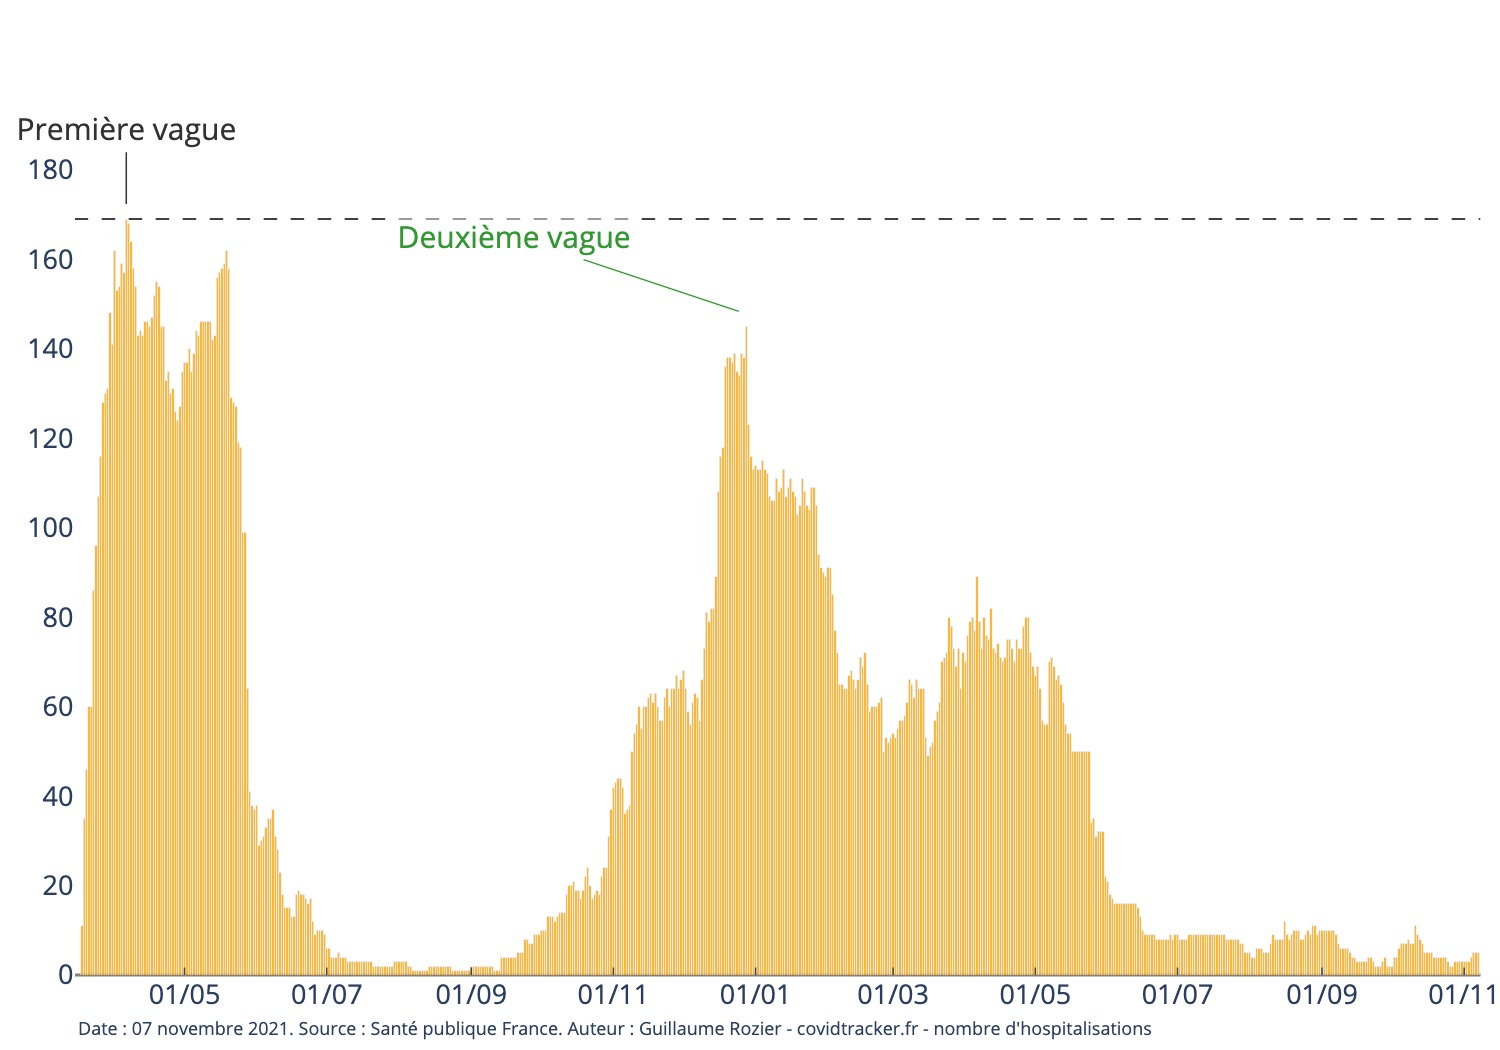 Première vague
180
Deuxième vague
160
140
120
100
80
60
40
20
0
01/05 01/07 01/09 01/11 01/01 01/03 01/05 01/07 01/09 01/11
Date : 07 novembre 2021. Source : Santé publique France. Auteur : Guillaume Rozier - covidtracker.fr - nombre d'hospitalisations